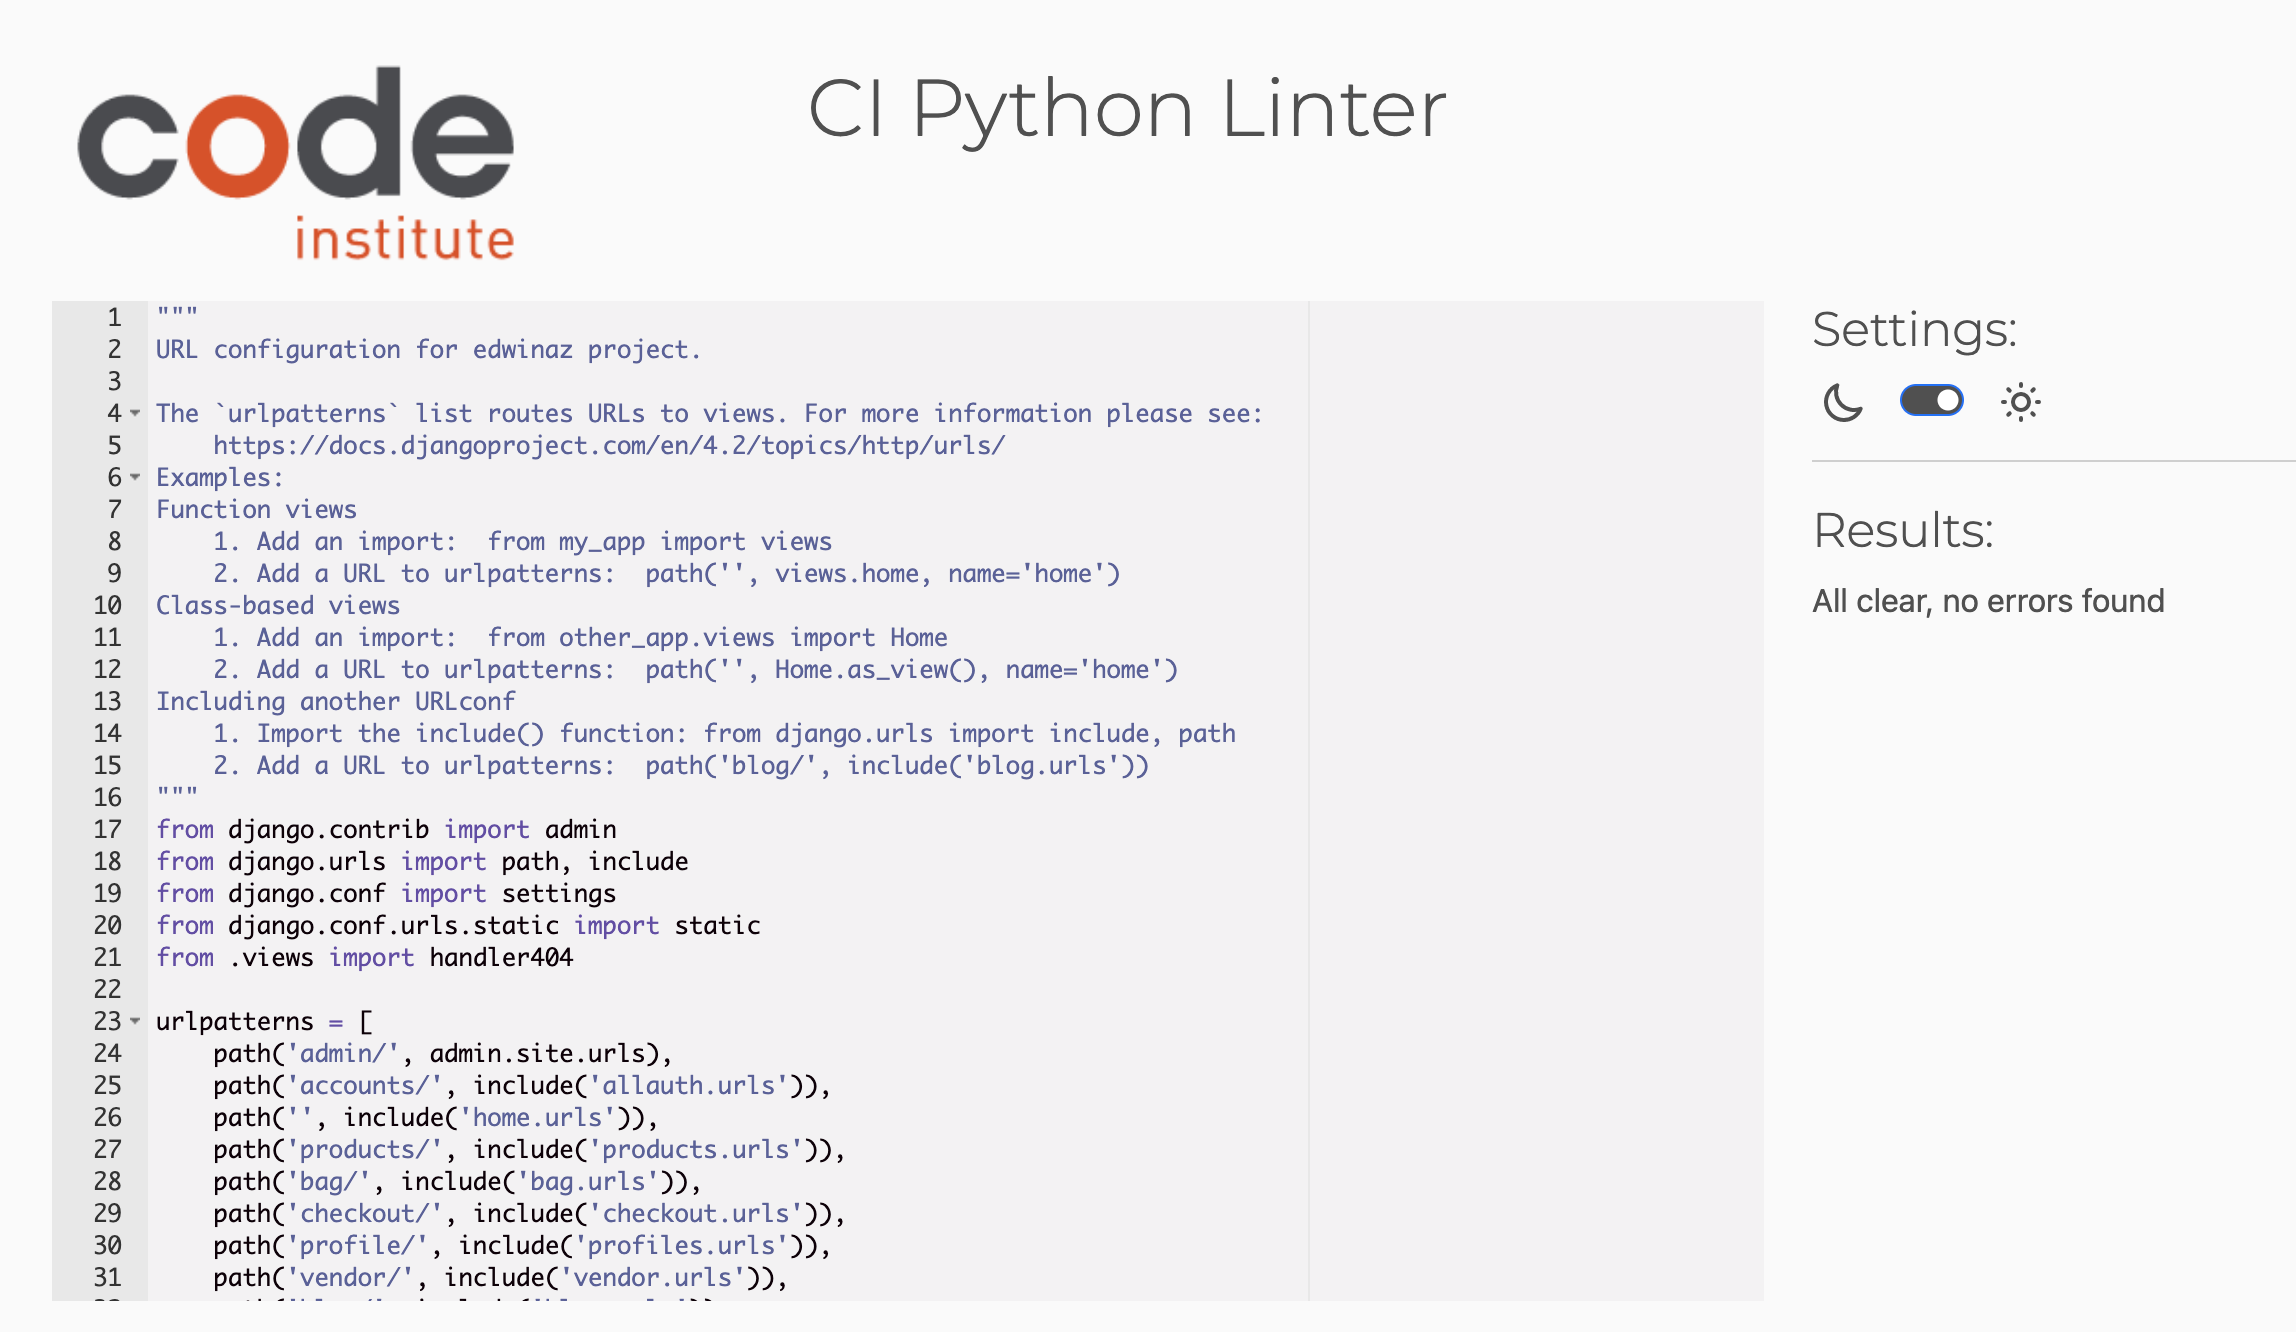 code
institute
CI Python Linter
1 """
2 URL configuration for edwinaz project.
3
4 The `urlpatterns` list routes URLs to views. For more information please see:
5     https://docs.djangoproject.com/en/4.2/topics/http/urls/
6 Examples:
7 Function views
8     1. Add an import:  from my_app import views
9     2. Add a URL to urlpatterns:  path('', views.home, name='home')
10 Class-based views
11     1. Add an import:  from other_app.views import Home
12     2. Add a URL to urlpatterns:  path('', Home.as_view(), name='home')
13 Including another URLconf
14     1. Import the include() function: from django.urls import include, path
15     2. Add a URL to urlpatterns:  path('blog/', include('blog.urls'))
16 """
17 from django.contrib import admin
18 from django.urls import path, include
19 from django.conf import settings
20 from django.conf.urls.static import static
21 from .views import handler404
22
23 urlpatterns = [
24     path('admin/', admin.site.urls),
25     path('accounts/', include('allauth.urls')),
26     path('', include('home.urls')),
27     path('products/', include('products.urls')),
28     path('bag/', include('bag.urls')),
29     path('checkout/', include('checkout.urls')),
30     path('profile/', include('profiles.urls')),
31     path('vendor/', include('vendor.urls')),
Settings:
Results:
All clear, no errors found